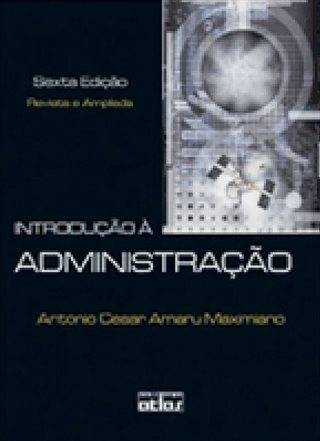 Sexta Edição
Revista e Ampliada
INTRODUÇÃO À
ADMINISTRAÇÃO
Antonio Cesar Amaru Maximiano
atlas